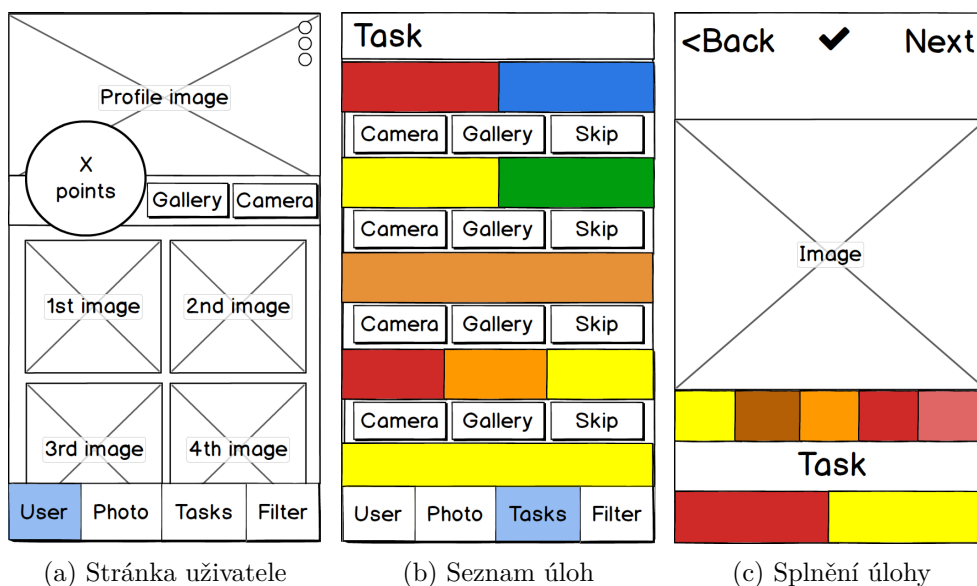 Profile image
X
points
Gallery Camera
1st image 2nd image
3rd image 4th image
User Photo Tasks Filter
(a) Stránka uživatele
Task
Camera Gallery Skip
Camera Gallery Skip
Camera Gallery Skip
Camera Gallery Skip
User Photo Tasks Filter
(b) Seznam úloh
<Back ✔ Next
Image
Task
(c) Splnění úlohy